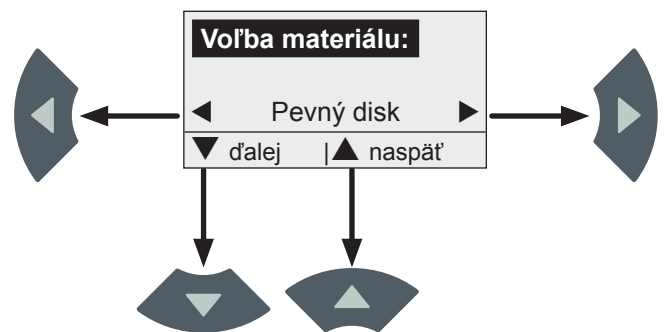 Voľba materiálu:
◀ Pevný disk ▶
▼ ďalej |▲ naspäť